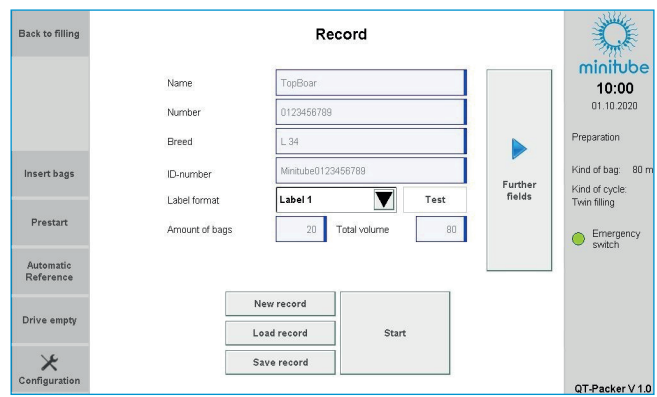 Back to filling
Record
minitube
10:00
01.10.2020
Name TopBoar
Number 0123456789
Breed L 34
ID-number Minitube0123456789
Label format Label 1 Test
Amount of bags 20 Total volume 80
Further
fields
Preparation
Kind of bag: 80 m
Kind of cycle:
Twin filling
Emergency
switch
Insert bags
Prestart
Automatic
Reference
Drive empty
Configuration
New record
Load record
Save record
Start
QT-Packer V 1.0